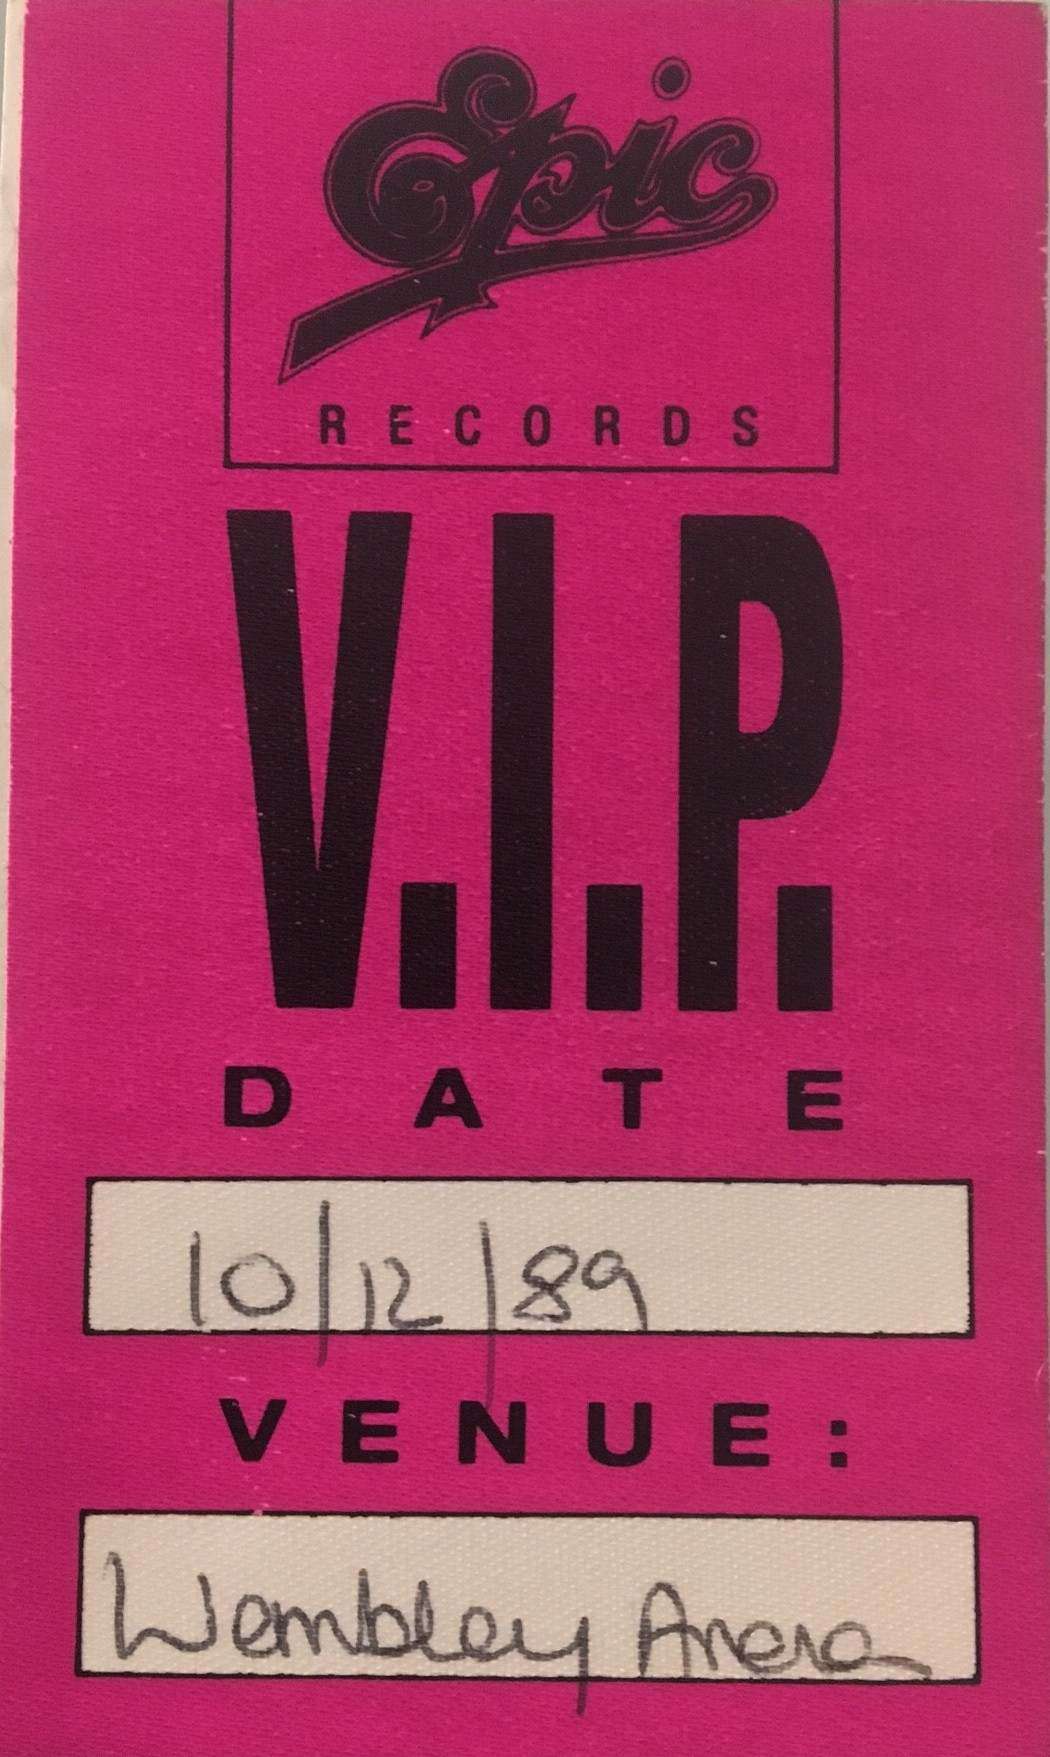 Epic
RECORDS
V.I.P.
DATE
10/12/89
VENUE:
Wembley Arena